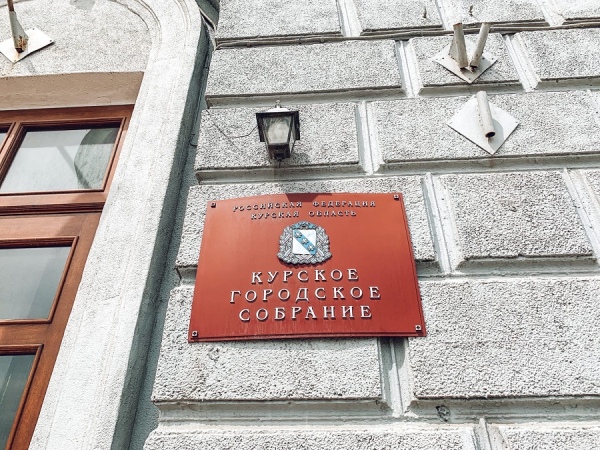 РОССИЙСКАЯ ФЕДЕРАЦИЯ
КУРСКАЯ ОБЛАСТЬ
КУРСКОЕ
ГОРОДСКОЕ
СОБРАНИЕ